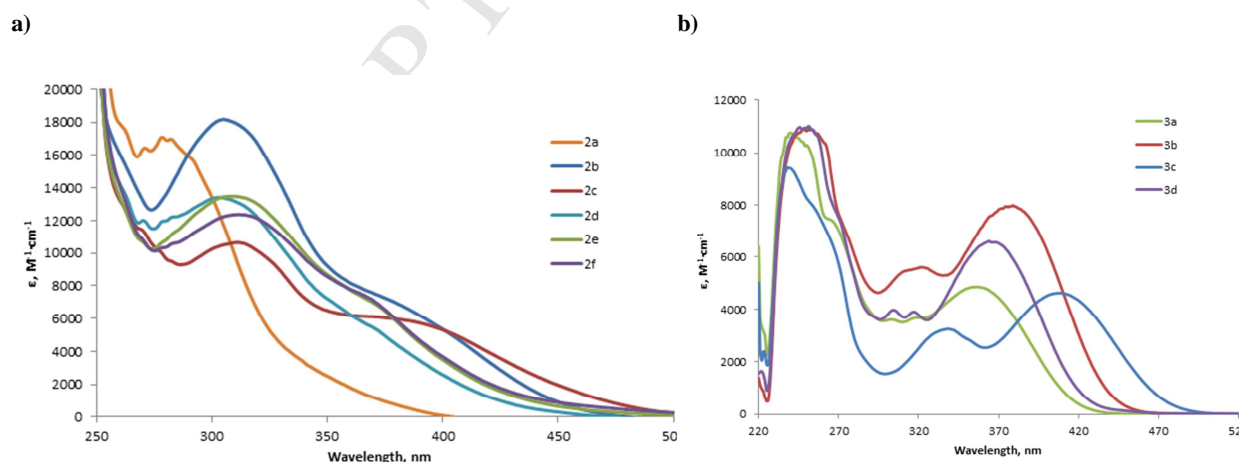 a)
b)
P T
20000
18000
16000
14000
12000
10000
8000
6000
4000
2000
0
ε, M⁻¹·cm⁻¹
250 300 350 400 450 50
Wavelength, nm
2a
2b
2c
2d
2e
2f
12000
10000
8000
6000
4000
2000
0
ε, M⁻¹·cm⁻¹
220 270 320 370 420 470 52
Wavelength, nm
3a
3b
3c
3d